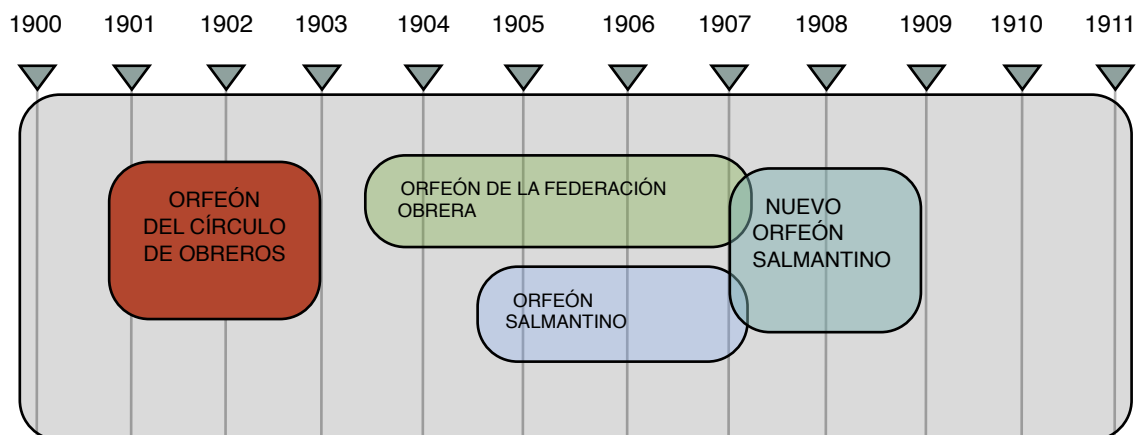 1900 1901 1902 1903 1904 1905 1906 1907 1908 1909 1910 1911
ORFEÓN
DEL CÍRCULO
DE OBREROS
ORFEÓN DE LA FEDERACIÓN
OBRERA
ORFEÓN
SALMANTINO
NUEVO
ORFEÓN
SALMANTINO